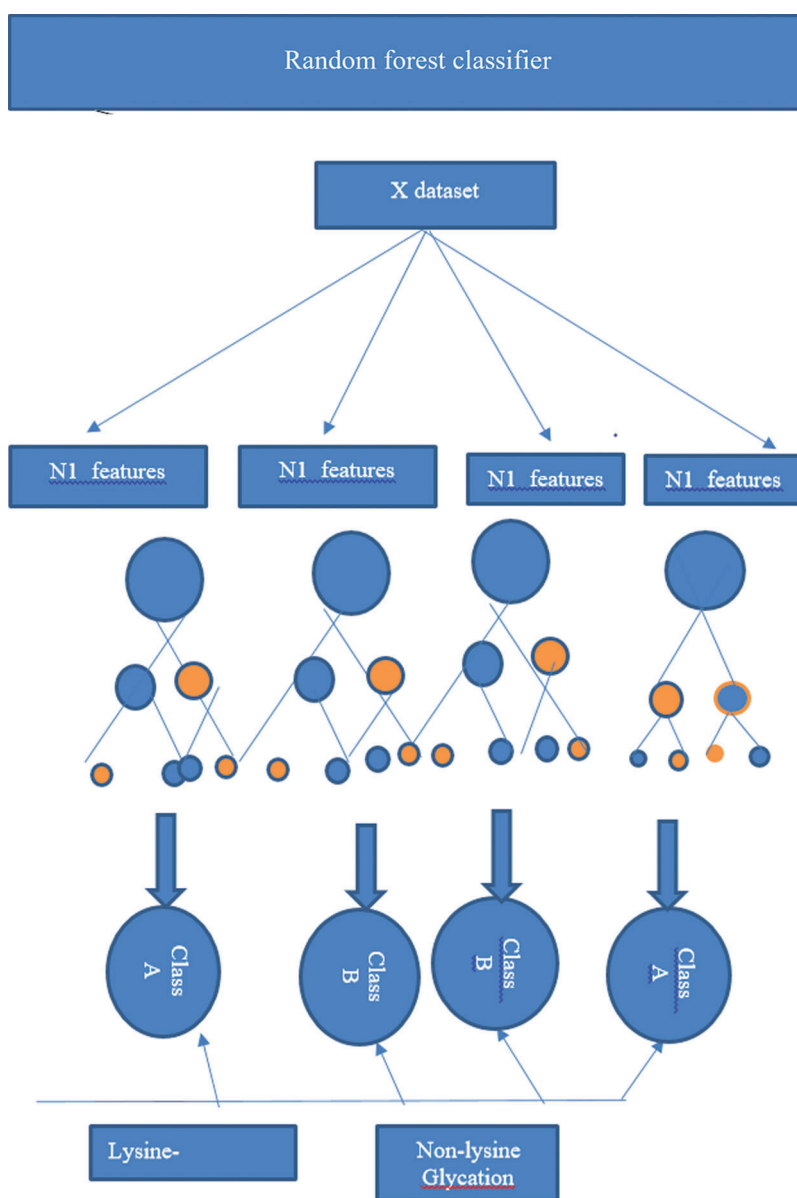 Random forest classifier
X dataset
N1 features
N1 features
N1 features
N1 features
Class
A
Class
B
Class
B
Class
A
Lysine-
Non-lysine
Glycation